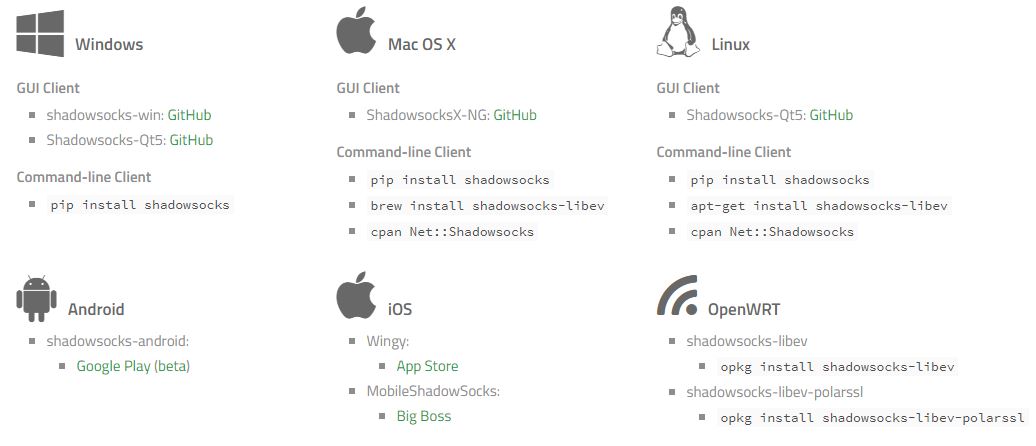 Windows
GUI Client
shadowsocks-win: GitHub
Shadowsocks-Qt5: GitHub
Command-line Client
pip install shadowsocks
Mac OS X
GUI Client
ShadowsocksX-NG: GitHub
Command-line Client
pip install shadowsocks
brew install shadowsocks-libev
cpan Net::Shadowsocks
Linux
GUI Client
Shadowsocks-Qt5: GitHub
Command-line Client
pip install shadowsocks
apt-get install shadowsocks-libev
cpan Net::Shadowsocks
Android
shadowsocks-android:
Google Play (beta)
iOS
Wingy:
App Store
MobileShadowSocks:
Big Boss
OpenWRT
shadowsocks-libev
opkg install shadowsocks-libev
shadowsocks-libev-polarssl
opkg install shadowsocks-libev-polarssl